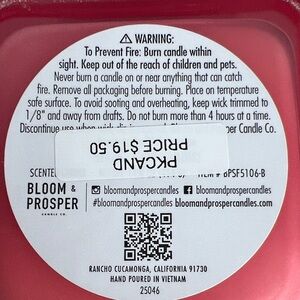 ⚠ WARNING:
To Prevent Fire: Burn candle within
sight. Keep out of the reach of children and pets.
Never burn a candle on or near anything that can catch
fire. Remove all packaging before burning. Place on temperature
safe surface. To avoid sooting and overheating, keep wick trimmed to
1/8" and away from drafts. Do not burn more than 4 hours at a time.
Discontinue use when per Candle Co.
PKCAND
PRICE $19.50
SCENTED ITEM # BPSF5106-B
BLOOM &
PROSPER
CANDLE CO.
bloomandprospercandles bloomandprospercandles
#bloomandprospercandles bloomandprospercandles.com
RANCHO CUCAMONGA, CALIFORNIA 91730
HAND POURED IN VIETNAM
25046